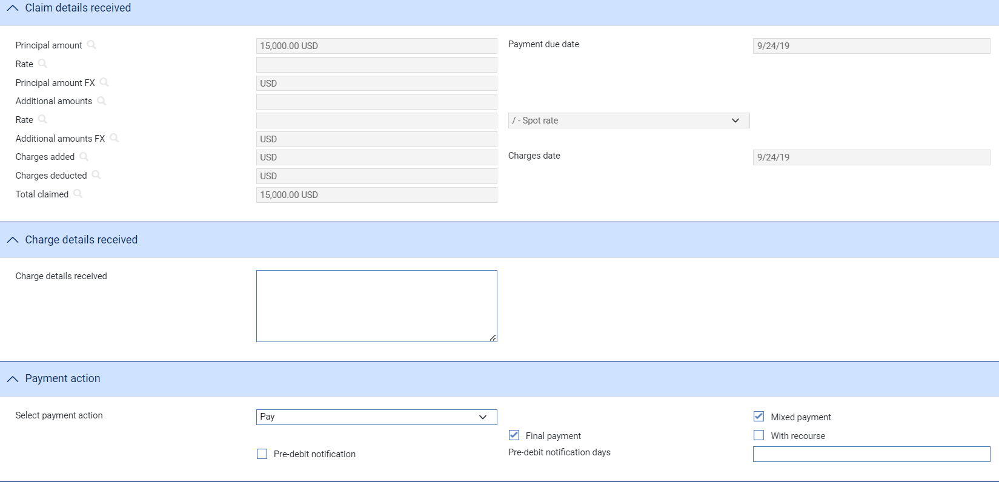 Claim details received
Principal amount 15,000.00 USD Payment due date 9/24/19
Rate
Principal amount FX USD
Additional amounts
Rate / - Spot rate
Additional amounts FX USD
Charges added USD Charges date 9/24/19
Charges deducted USD
Total claimed 15,000.00 USD
Charge details received
Charge details received
Payment action
Select payment action Pay Mixed payment
Final payment With recourse
Pre-debit notification Pre-debit notification days